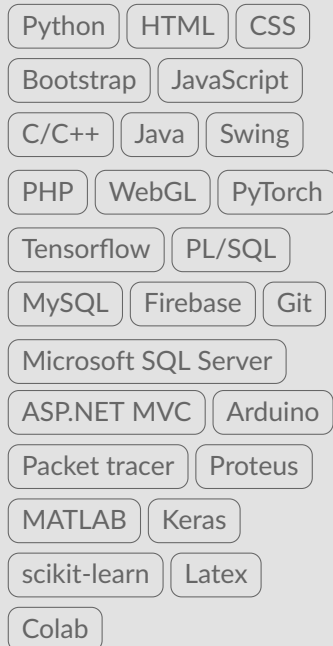 Python HTML CSS
Bootstrap JavaScript
C/C++ Java Swing
PHP WebGL PyTorch
Tensorflow PL/SQL
MySQL Firebase Git
Microsoft SQL Server
ASP.NET MVC Arduino
Packet tracer Proteus
MATLAB Keras
scikit-learn Latex
Colab